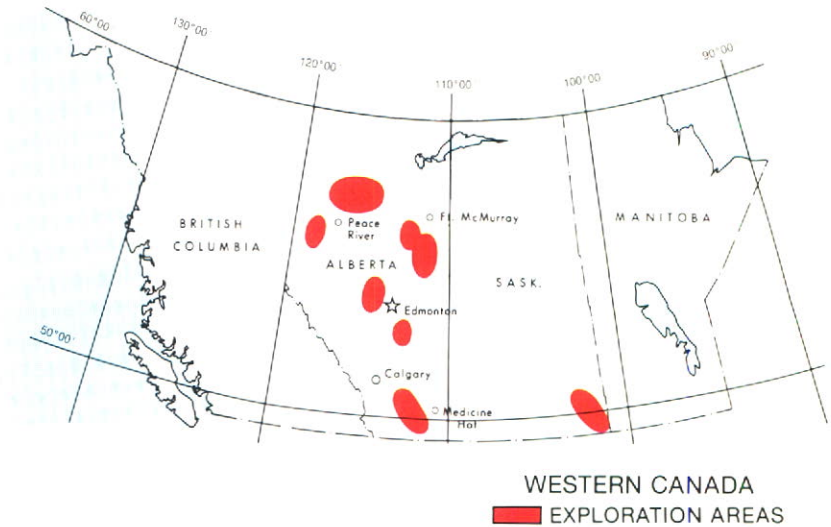 60°00'
130°00'
120°00'
110°00'
100°00'
90°00'
BRITISH
COLUMBIA
Peace
River
Ft. McMurray
MANITOBA
ALBERTA
SASK.
Edmonton
50°00'
Calgary
Medicine
Hat
WESTERN CANADA
EXPLORATION AREAS